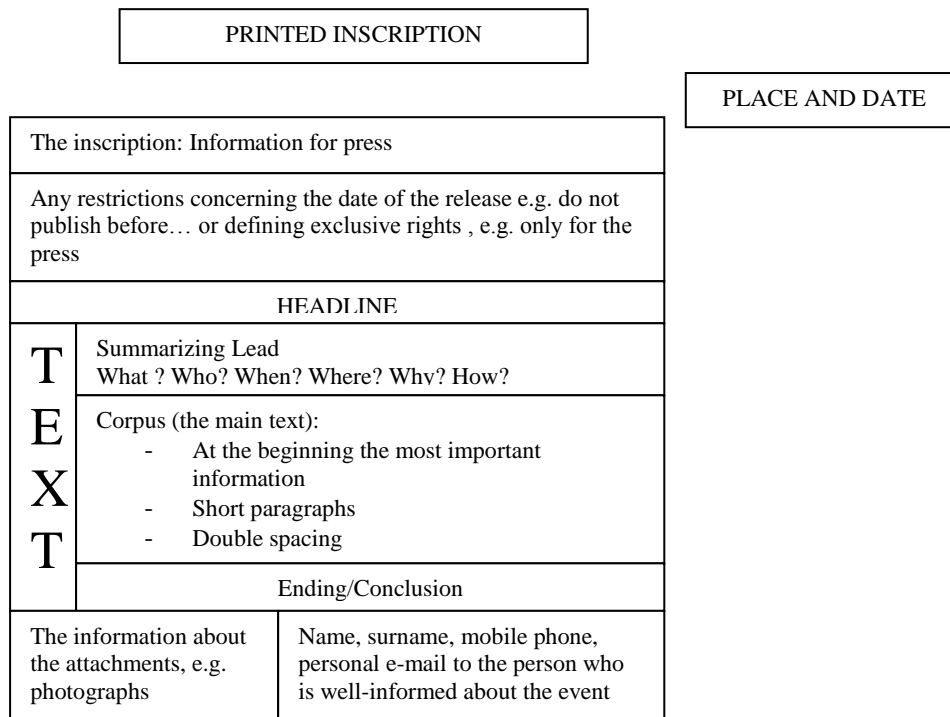 PRINTED INSCRIPTION
PLACE AND DATE
The inscription: Information for press
Any restrictions concerning the date of the release e.g. do not
publish before… or defining exclusive rights , e.g. only for the
press
HEADLINE
TEXT
Summarizing Lead
What ? Who? When? Where? Why? How?
Corpus (the main text):
- At the beginning the most important
information
- Short paragraphs
- Double spacing
Ending/Conclusion
The information about
the attachments, e.g.
photographs
Name, surname, mobile phone,
personal e-mail to the person who
is well-informed about the event